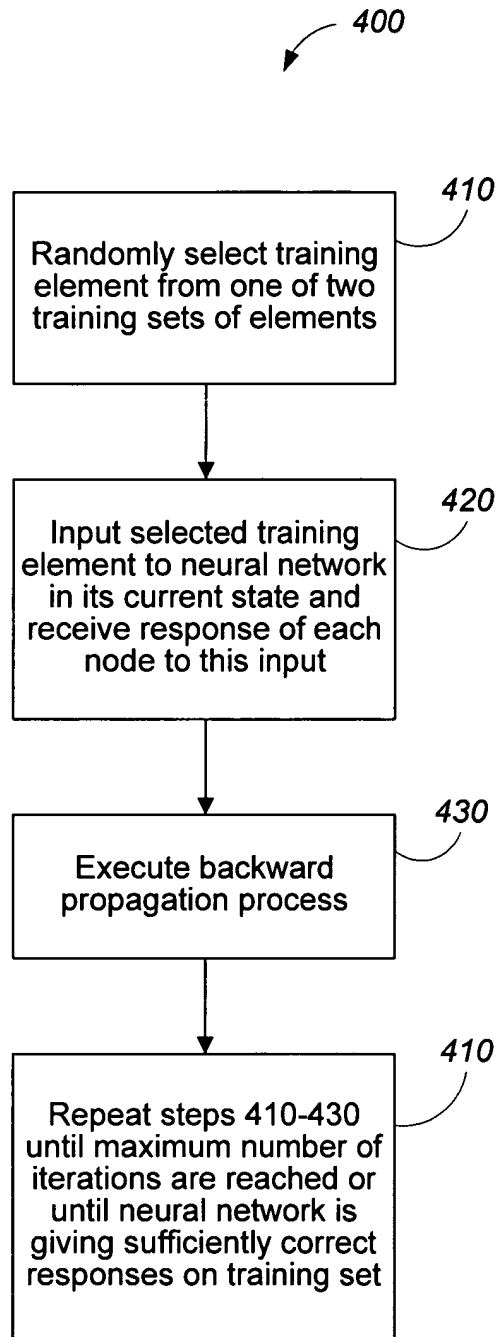 400
410
Randomly select training
element from one of two
training sets of elements
420
Input selected training
element to neural network
in its current state and
receive response of each
node to this input
430
Execute backward
propagation process
410
Repeat steps 410-430
until maximum number of
iterations are reached or
until neural network is
giving sufficiently correct
responses on training set